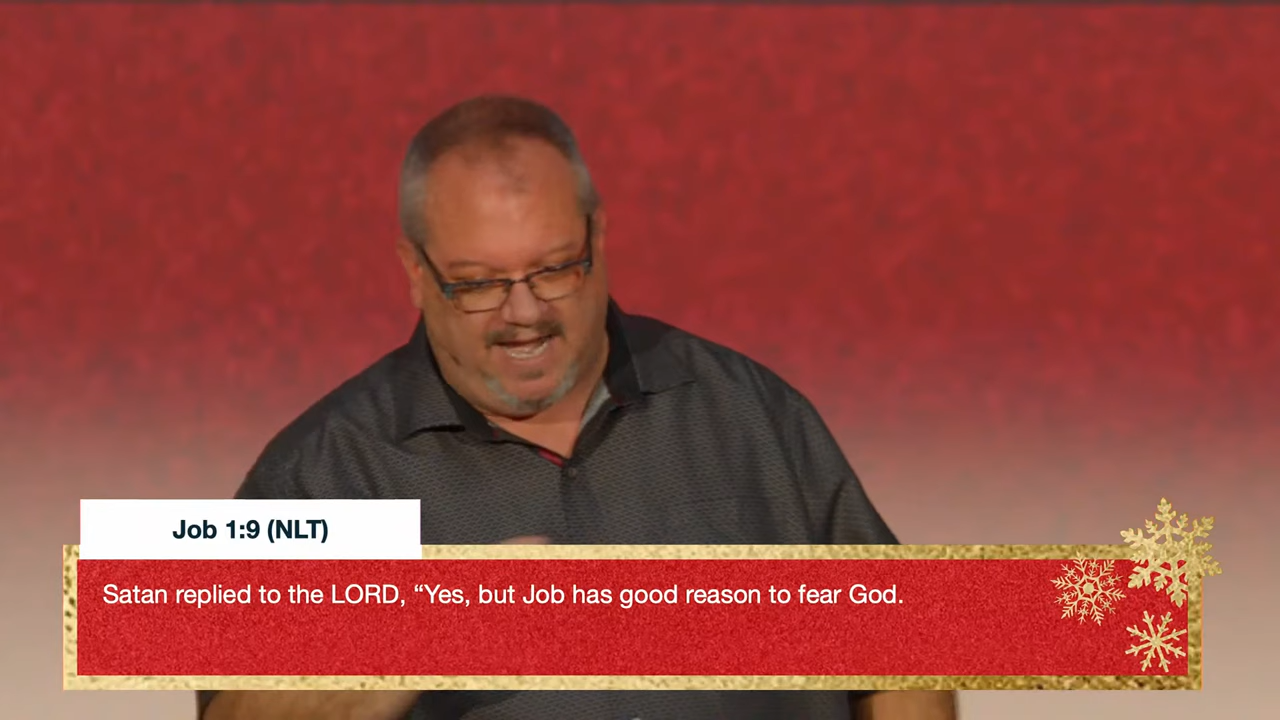 Job 1:9 (NLT)
Satan replied to the LORD, “Yes, but Job has good reason to fear God.